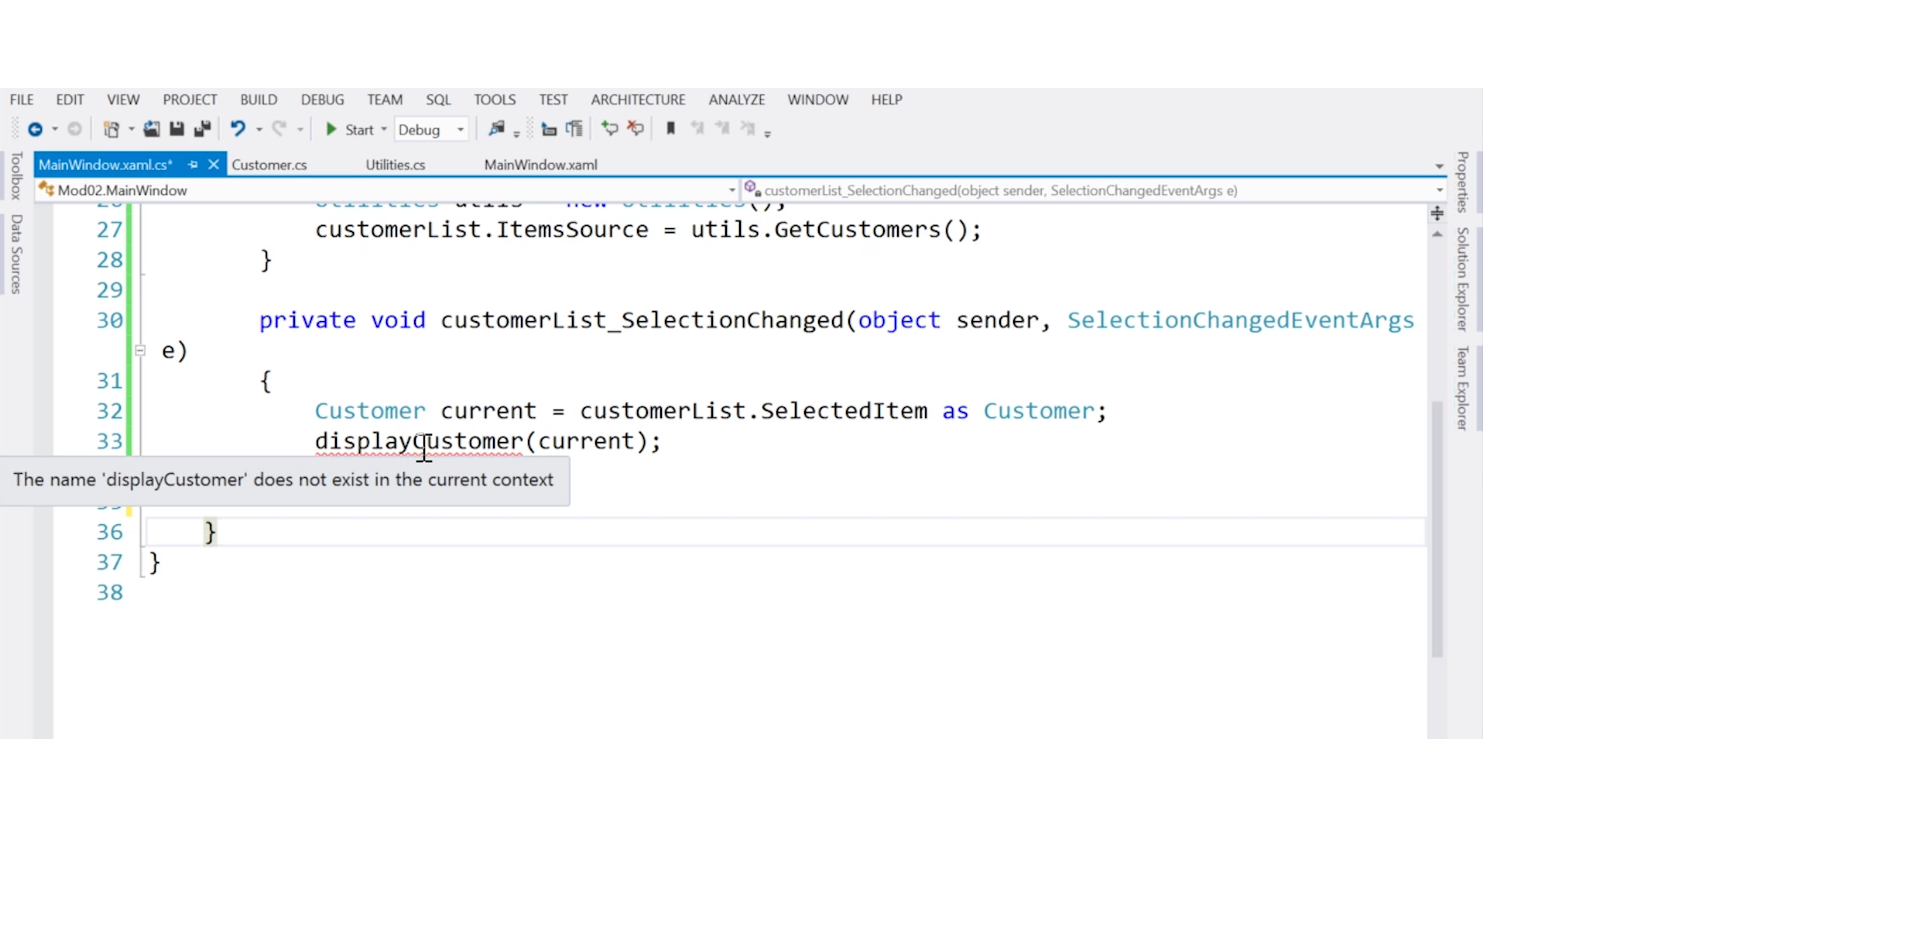 FILE EDIT VIEW PROJECT BUILD DEBUG TEAM SQL TOOLS TEST ARCHITECTURE ANALYZE WINDOW HELP
Start Debug
MainWindow.xaml.cs* Customer.cs Utilities.cs MainWindow.xaml
Mod02.MainWindow customerList_SelectionChanged(object sender, SelectionChangedEventArgs e)
Toolbox
Data Sources
Properties
Solution Explorer
Team Explorer
27 customerList.ItemsSource = utils.GetCustomers();
28 }
29
30 private void customerList_SelectionChanged(object sender, SelectionChangedEventArgs
e)
31 {
32 Customer current = customerList.SelectedItem as Customer;
33 displayCustomer(current);
The name 'displayCustomer' does not exist in the current context
36 }
37 }
38